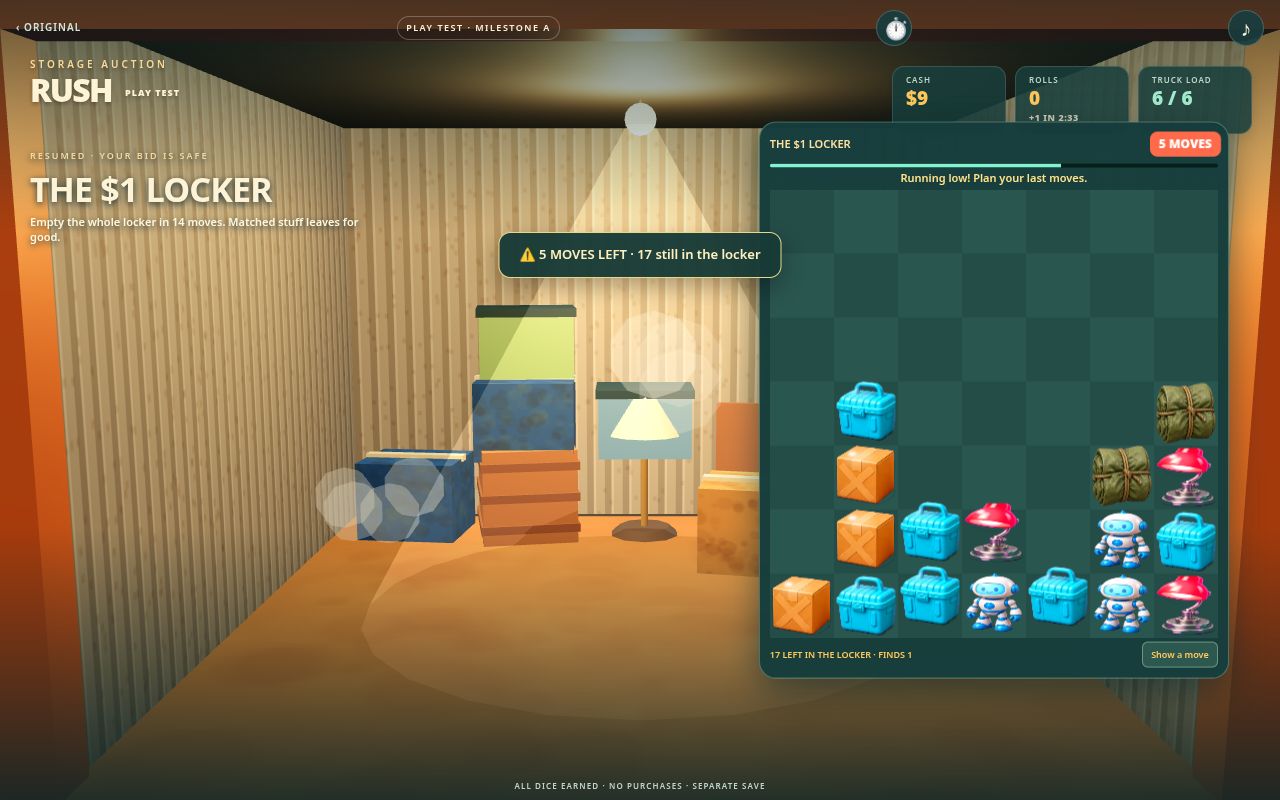 ‹ ORIGINAL
PLAY TEST · MILESTONE A
STORAGE AUCTION
RUSH PLAY TEST
CASH
$9
ROLLS
0
+1 IN 2:33
TRUCK LOAD
6 / 6
RESUMED · YOUR BID IS SAFE
THE $1 LOCKER
Empty the whole locker in 14 moves. Matched stuff leaves for
good.
THE $1 LOCKER
5 MOVES
Running low! Plan your last moves.
⚠️ 5 MOVES LEFT · 17 still in the locker
17 LEFT IN THE LOCKER · FINDS 1
Show a move
ALL DICE EARNED · NO PURCHASES · SEPARATE SAVE